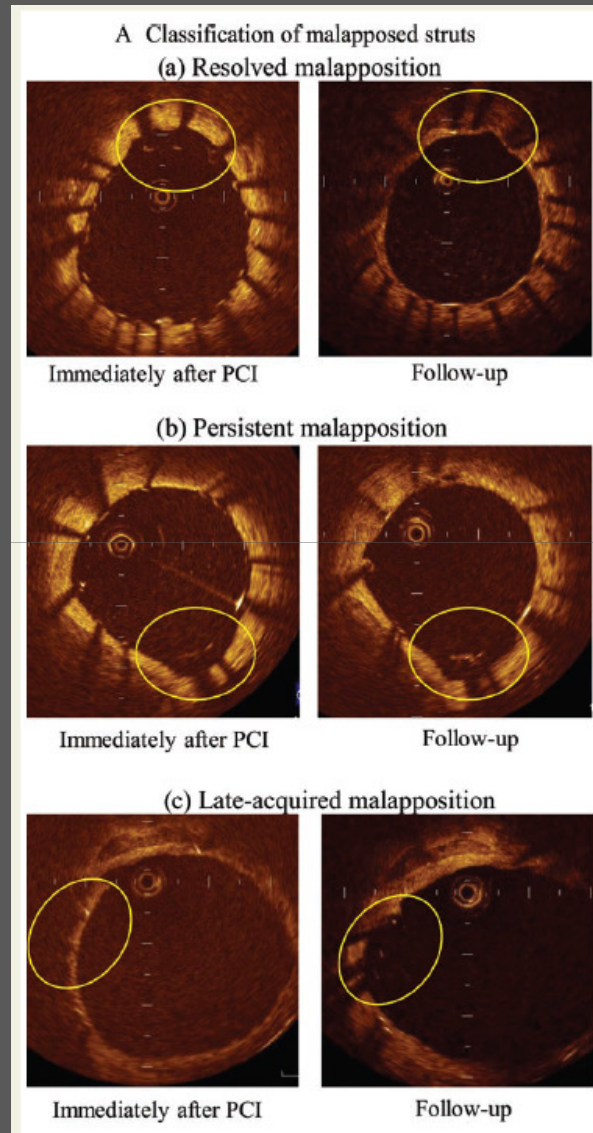 A Classification of malapposed struts
(a) Resolved malapposition
Immediately after PCI Follow-up
(b) Persistent malapposition
Immediately after PCI Follow-up
(c) Late-acquired malapposition
Immediately after PCI Follow-up